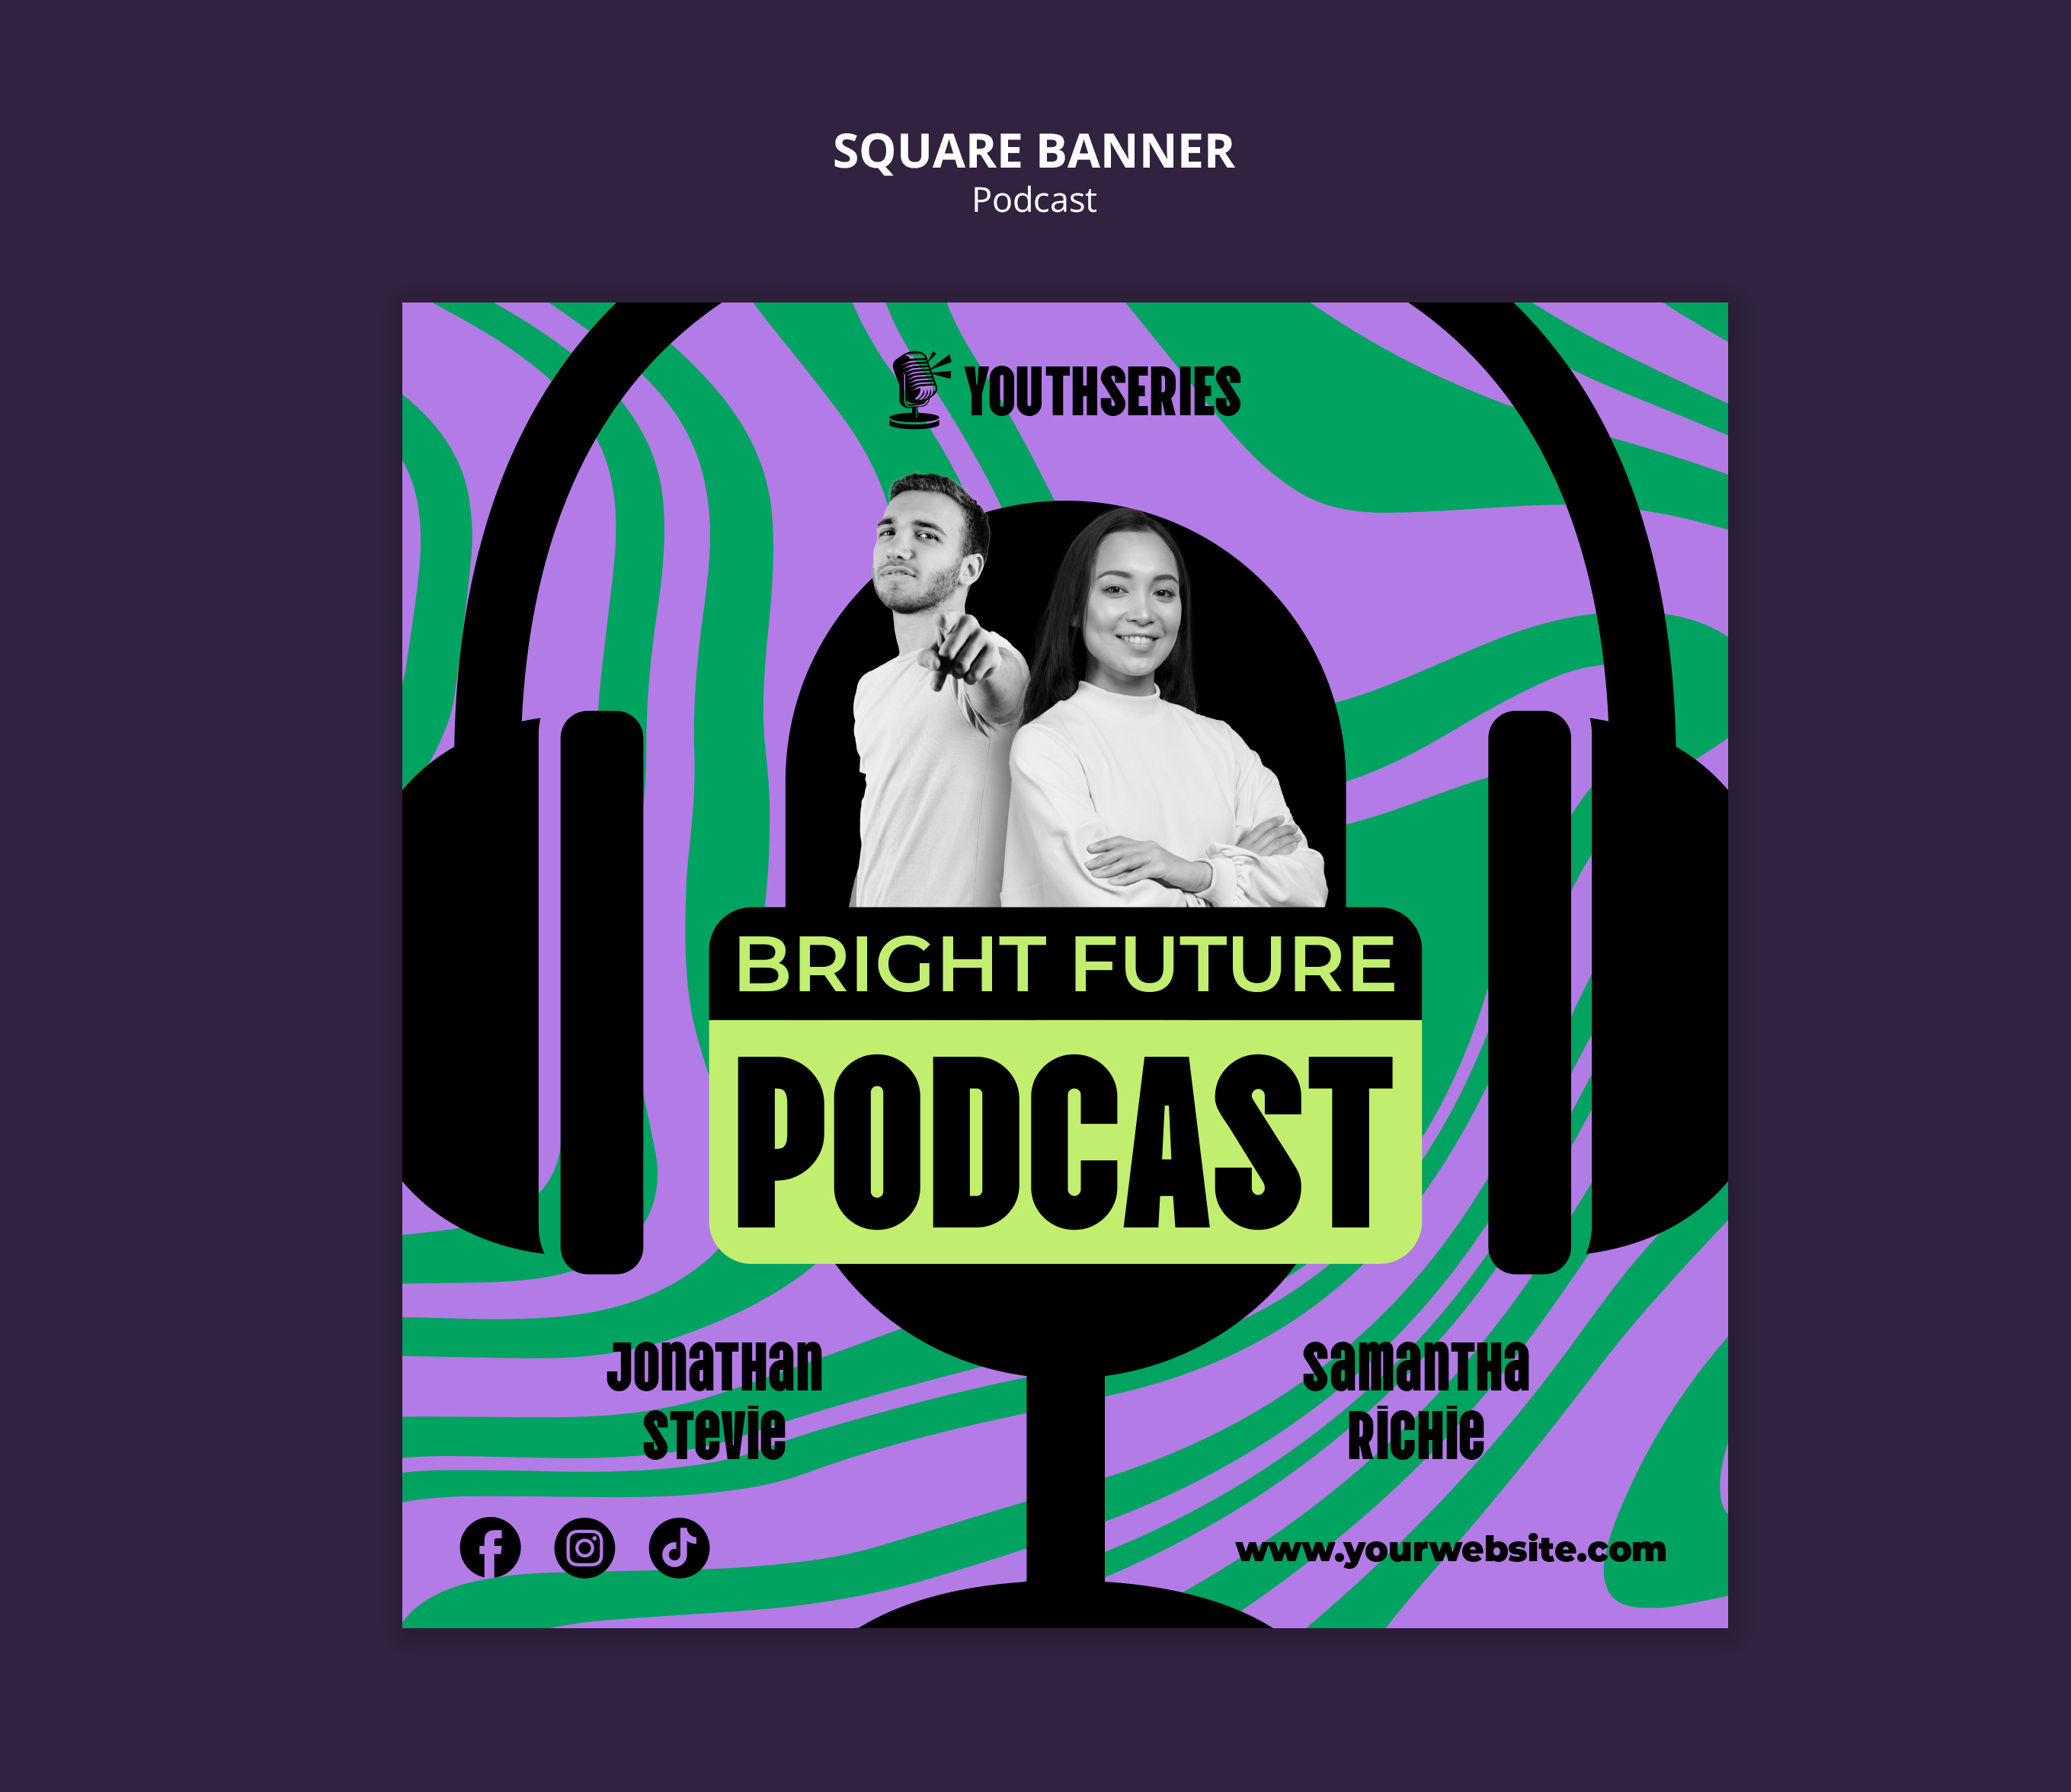 SQUARE BANNER
Podcast
YOUTHSERIES
BRIGHT FUTURE
PODCAST
Jonathan
Stevie
Samantha
Richie
www.yourwebsite.com